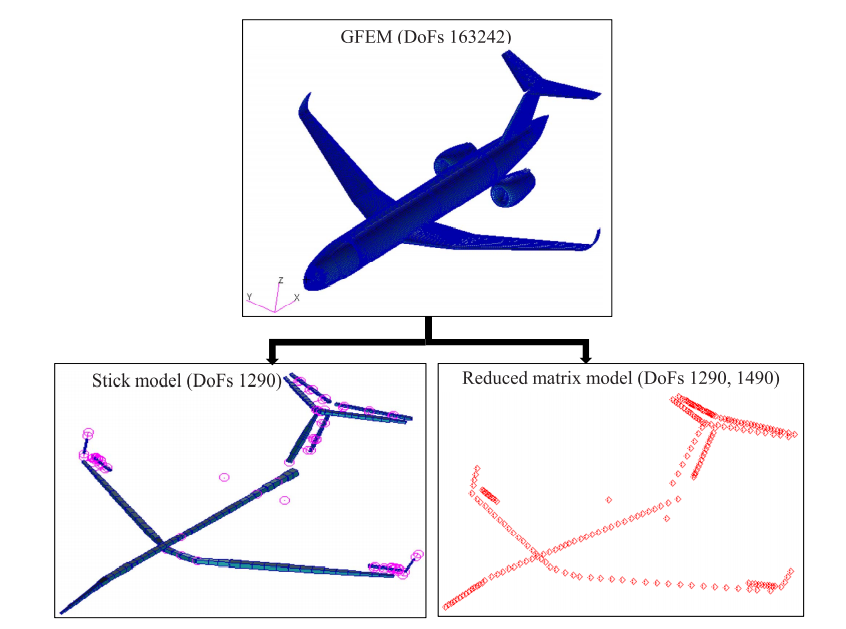 GFEM (DoFs 163242)
Z
Y
X
Stick model (DoFs 1290)
Reduced matrix model (DoFs 1290, 1490)